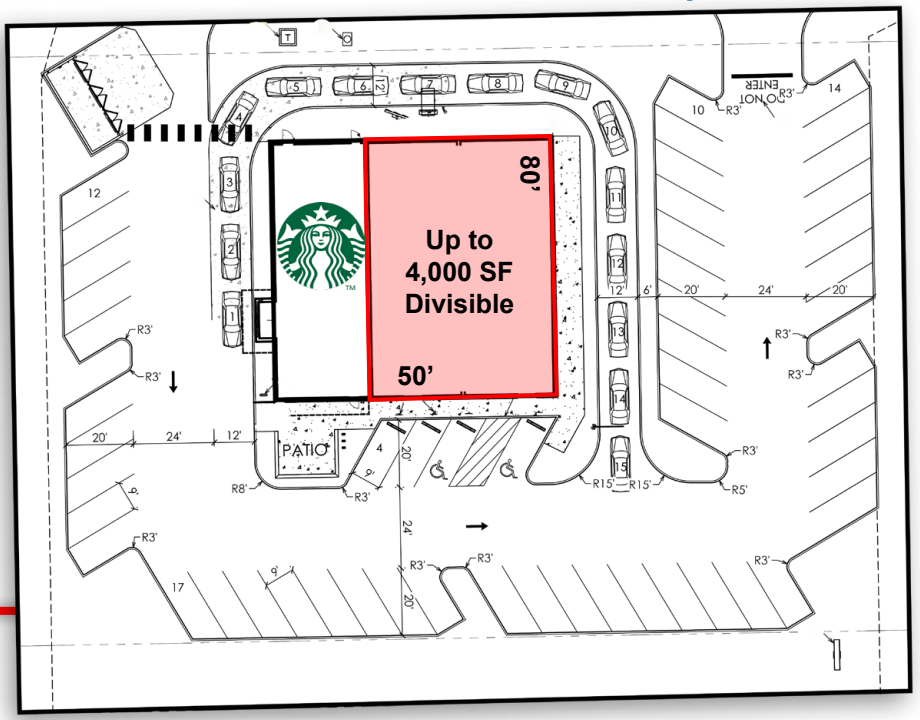 T
5
6
7
8
9
12'
4
10
DO NOT
ENTER
R3'
R3'
14
10
3
80'
11
12
2
Up to
4,000 SF
Divisible
TM
12
1
12'
6'
20'
24'
20'
R3'
13
R3'
R3'
R3'
50'
14
20'
24'
12'
PATIO
4
20'
9'
15
R3'
9'
R8'
R3'
R15'
R15'
R5'
24'
R3'
R3'
R3'
R3'
17
9'
20'